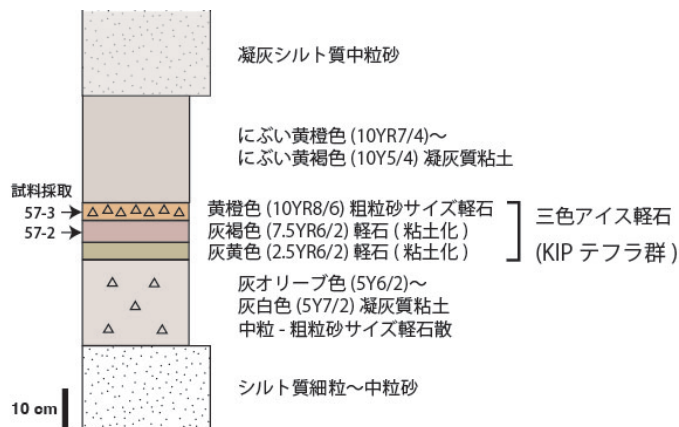 凝灰シルト質中粒砂
にぶい黄橙色 (10YR7/4)〜
にぶい黄褐色 (10Y5/4) 凝灰質粘土
試料採取
57-3
黄橙色 (10YR8/6) 粗粒砂サイズ軽石
57-2
灰褐色 (7.5YR6/2) 軽石 ( 粘土化 )
灰黄色 (2.5YR6/2) 軽石 ( 粘土化 )
三色アイス軽石
(KIP テフラ群 )
灰オリーブ色 (5Y6/2)〜
灰白色 (5Y7/2) 凝灰質粘土
中粒 - 粗粒砂サイズ軽石散
シルト質細粒〜中粒砂
10 cm